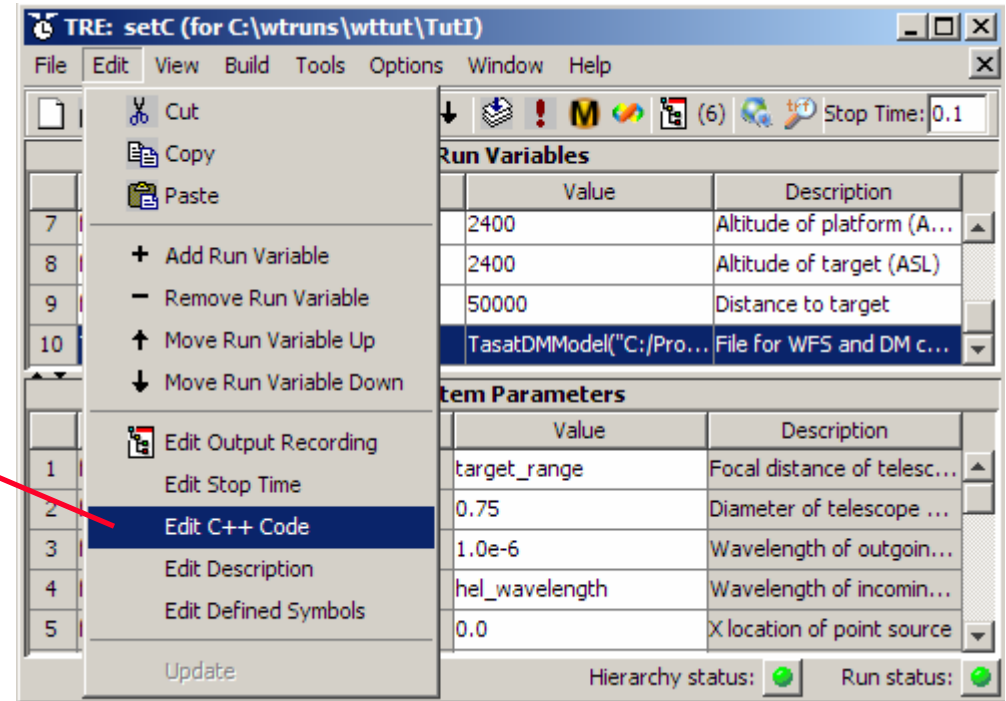 TRE: setC (for C:\wtruns\wttut\TutI)
File Edit View Build Tools Options Window Help
Cut
Copy
Paste
Add Run Variable
Remove Run Variable
Move Run Variable Up
Move Run Variable Down
Edit Output Recording
Edit Stop Time
Edit C++ Code
Edit Description
Edit Defined Symbols
Update
(6) Stop Time: 0.1
Run Variables
Value Description
7 2400 Altitude of platform (A...
8 2400 Altitude of target (ASL)
9 50000 Distance to target
10 TasatDMModel("C:/Pro... File for WFS and DM c...
tem Parameters
Value Description
1 target_range Focal distance of telesc...
2 0.75 Diameter of telescope ...
3 1.0e-6 Wavelength of outgoin...
4 hel_wavelength Wavelength of incomin...
5 0.0 X location of point source
Hierarchy status: Run status: